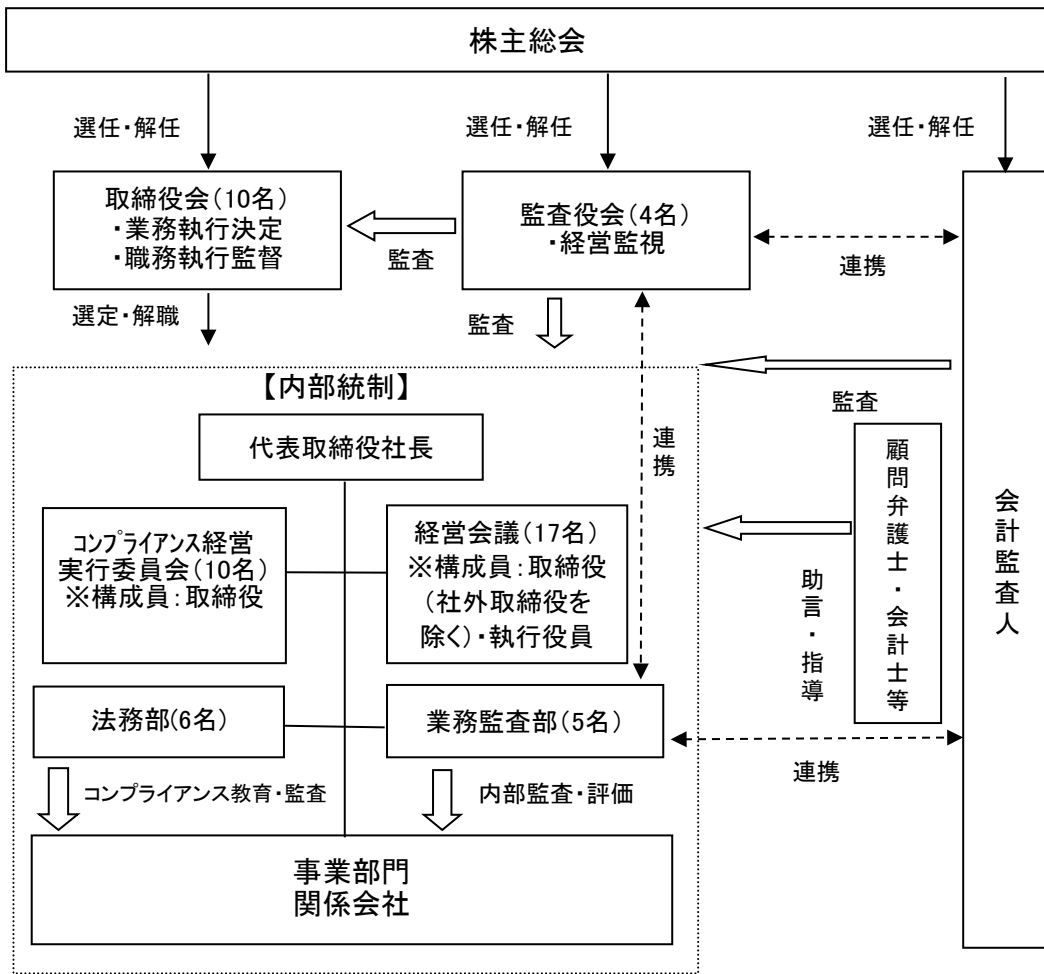 株主総会
選任・解任
選任・解任
選任・解任
取締役会(10名)
・業務執行決定
・職務執行監督
監査
監査役会(4名)
・経営監視
連携
選定・解職
監査
監査
【内部統制】
代表取締役社長
連携
コンプライアンス経営
実行委員会(10名)
※構成員:取締役
経営会議(17名)
※構成員:取締役
(社外取締役を
除く)・執行役員
助言・指導
顧問弁護士・会計士等
会計監査人
法務部(6名)
業務監査部(5名)
連携
コンプライアンス教育・監査
内部監査・評価
事業部門
関係会社